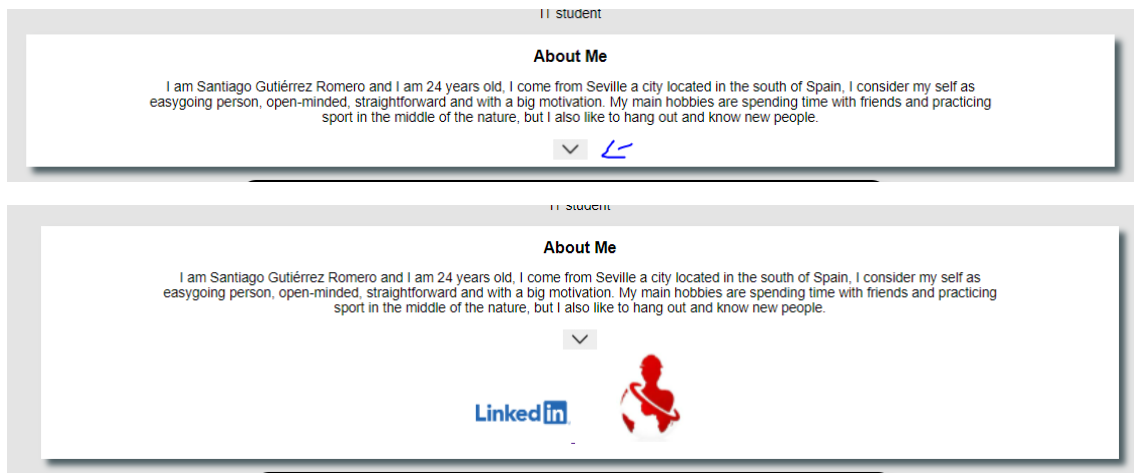 IT student
About Me
I am Santiago Gutiérrez Romero and I am 24 years old, I come from Seville a city located in the south of Spain, I consider my self as
easygoing person, open-minded, straightforward and with a big motivation. My main hobbies are spending time with friends and practicing
sport in the middle of the nature, but I also like to hang out and know new people.
IT student
About Me
I am Santiago Gutiérrez Romero and I am 24 years old, I come from Seville a city located in the south of Spain, I consider my self as
easygoing person, open-minded, straightforward and with a big motivation. My main hobbies are spending time with friends and practicing
sport in the middle of the nature, but I also like to hang out and know new people.
Linked in